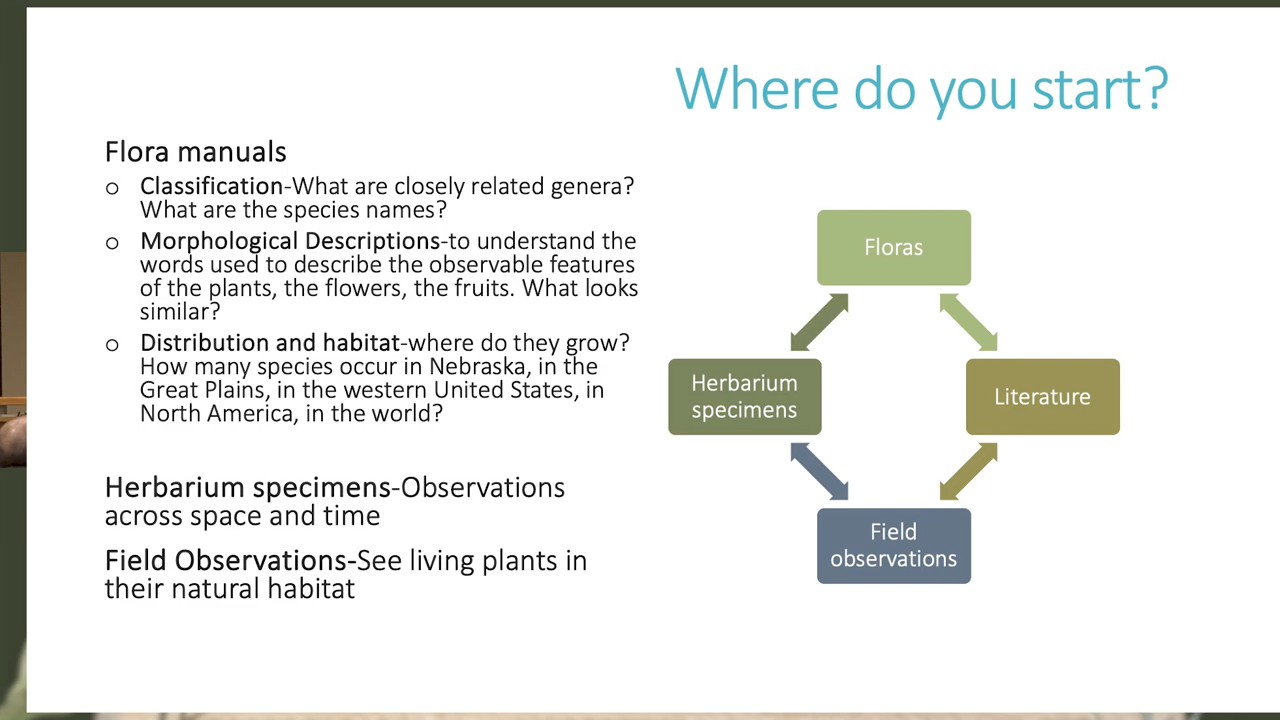 Where do you start?
Flora manuals
o Classification-What are closely related genera?
What are the species names?
o Morphological Descriptions-to understand the
words used to describe the observable features
of the plants, the flowers, the fruits. What looks
similar?
o Distribution and habitat-where do they grow?
How many species occur in Nebraska, in the
Great Plains, in the western United States, in
North America, in the world?
Herbarium specimens-Observations
across space and time
Field Observations-See living plants in
their natural habitat
Floras
Herbarium
specimens
Literature
Field
observations